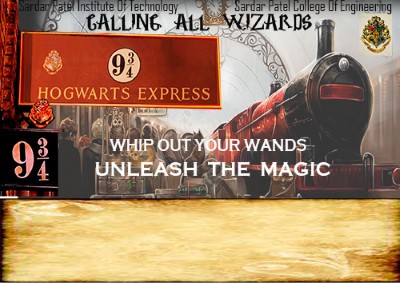 Sardar Patel Institute Of Technology Sardar Patel College Of Engineering
CALLING ALL WIZARDS
9 3/4
HOGWARTS EXPRESS
9 3/4
WHIP OUT YOUR WANDS
UNLEASH THE MAGIC